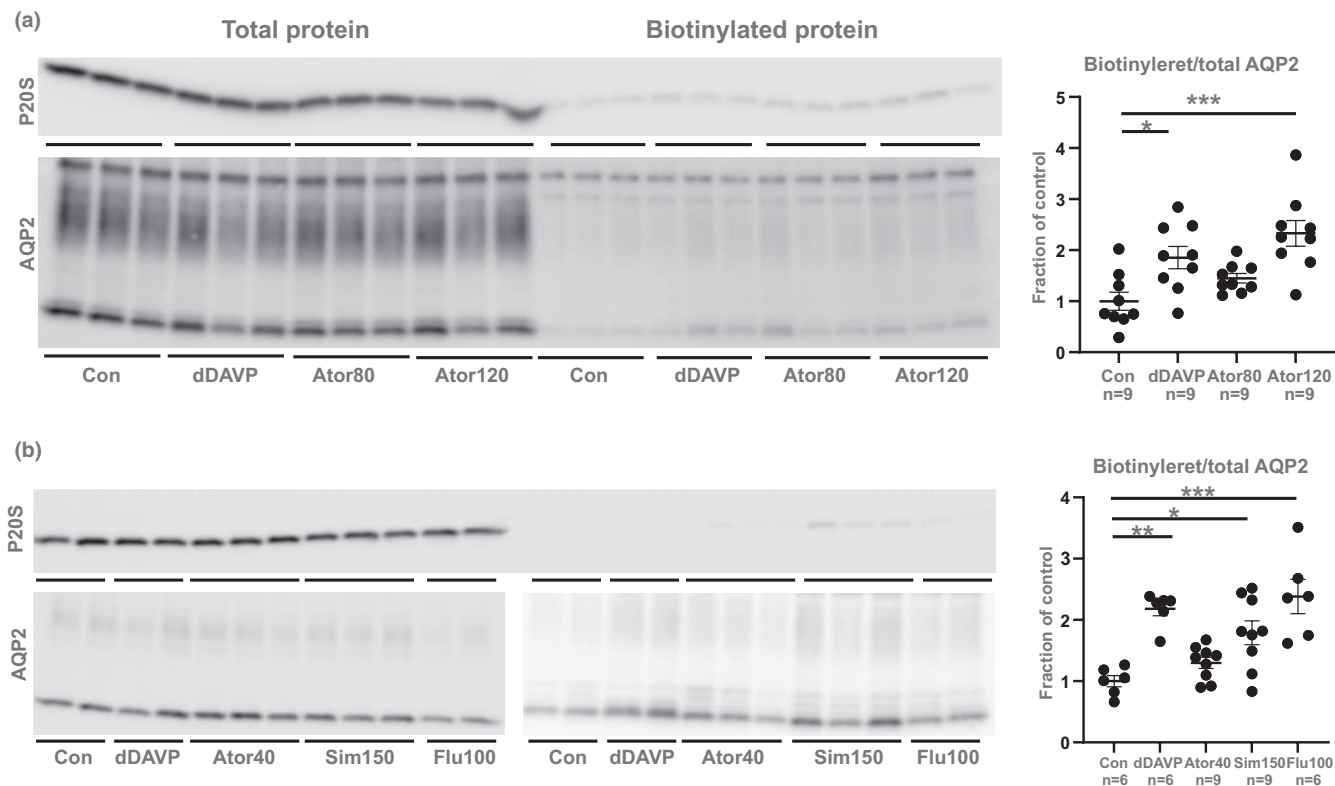 (a)
Total protein
Biotinylated protein
P20S
AQP2
Con dDAVP Ator80 Ator120 Con dDAVP Ator80 Ator120
Biotinyleret/total AQP2
Fraction of control
5
4
3
2
1
0
***
*
Con dDAVP Ator80 Ator120
n=9 n=9 n=9 n=9
(b)
P20S
AQP2
Con dDAVP Ator40 Sim150 Flu100 Con dDAVP Ator40 Sim150 Flu100
Biotinyleret/total AQP2
Fraction of control
4
3
2
1
0
***
*
**
Con dDAVP Ator40 Sim150 Flu100
n=6 n=6 n=9 n=9 n=6